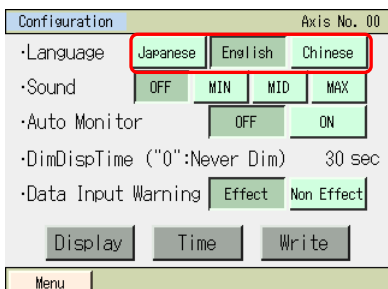 Configuration Axis No. 00
·Language Japanese English Chinese
·Sound OFF MIN MID MAX
·Auto Monitor OFF ON
·DimDispTime ("0":Never Dim) 30 sec
·Data Input Warning Effect Non Effect
Display Time Write
Menu